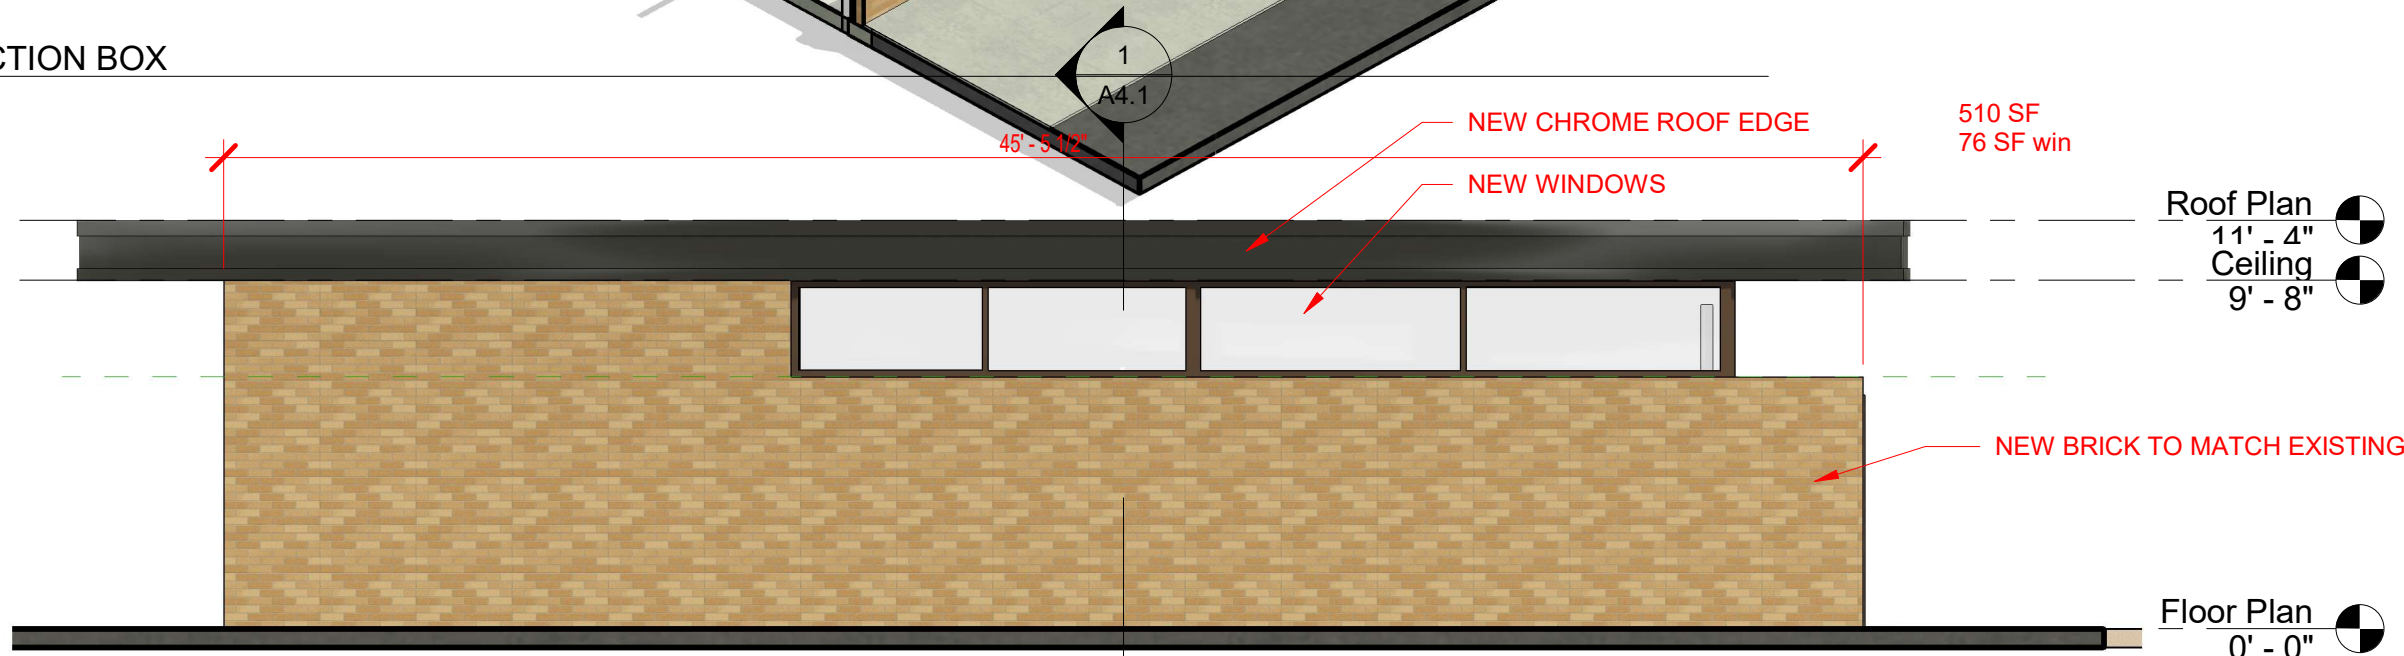 CTION BOX
1
A4.1
45' - 5 1/2"
NEW CHROME ROOF EDGE
NEW WINDOWS
510 SF
76 SF win
Roof Plan
11' - 4"
Ceiling
9' - 8"
NEW BRICK TO MATCH EXISTING
Floor Plan
0' - 0"